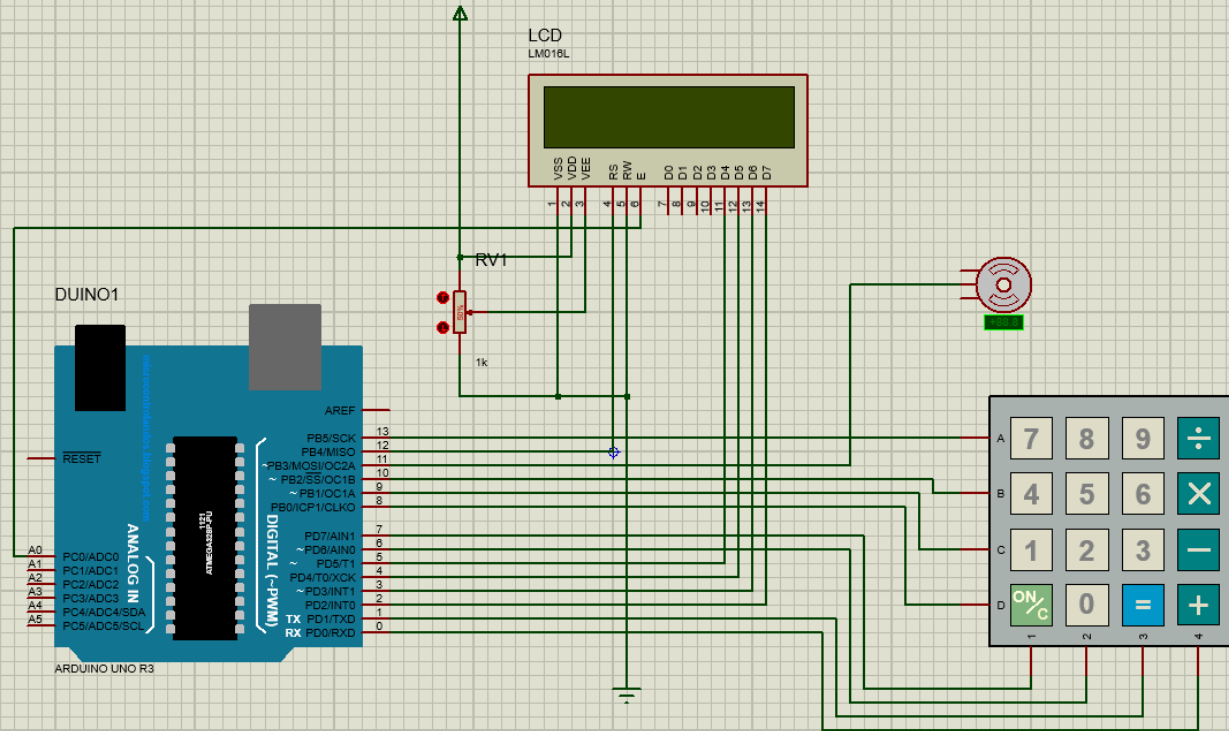 LCD
LM016L
VSS
VDD
VEE
RS
RW
E
D0
D1
D2
D3
D4
D5
D6
D7
1
2
3
4
5
6
7
8
9
10
11
12
13
14
RV1
50%
1k
DUINO1
microcontrolandos.blogspot.com
AREF
RESET
PB5/SCK 13
PB4/MISO 12
~PB3/MOSI/OC2A 11
~ PB2/SS/OC1B 10
~ PB1/OC1A 9
PB0/ICP1/CLKO 8
PD7/AIN1 7
~PD6/AIN0 6
~ PD5/T1 5
PD4/T0/XCK 4
~PD3/INT1 3
PD2/INT0 2
TX PD1/TXD 1
RX PD0/RXD 0
A0 PC0/ADC0
A1 PC1/ADC1
A2 PC2/ADC2
A3 PC3/ADC3
A4 PC4/ADC4/SDA
A5 PC5/ADC5/SCL
ANALOG IN
1121
DIGITAL (~PWM)
ARDUINO UNO R3
A 7 8 9 ÷
B 4 5 6 ×
C 1 2 3 −
D ON/C 0 = +
1 2 3 4